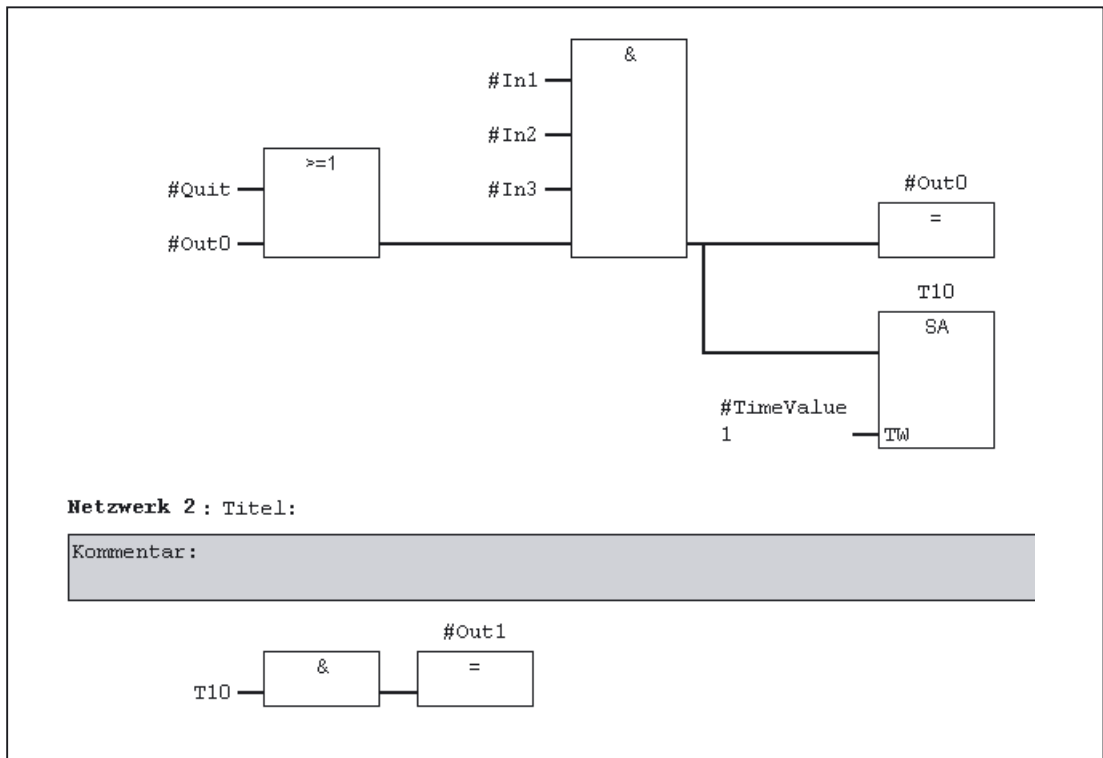 &
#In1
#In2
>=1
#Quit
#In3
#Out0
=
#Out0
T10
SA
#TimeValue
1
TW
Netzwerk 2: Titel:
Kommentar:
#Out1
&
=
T10